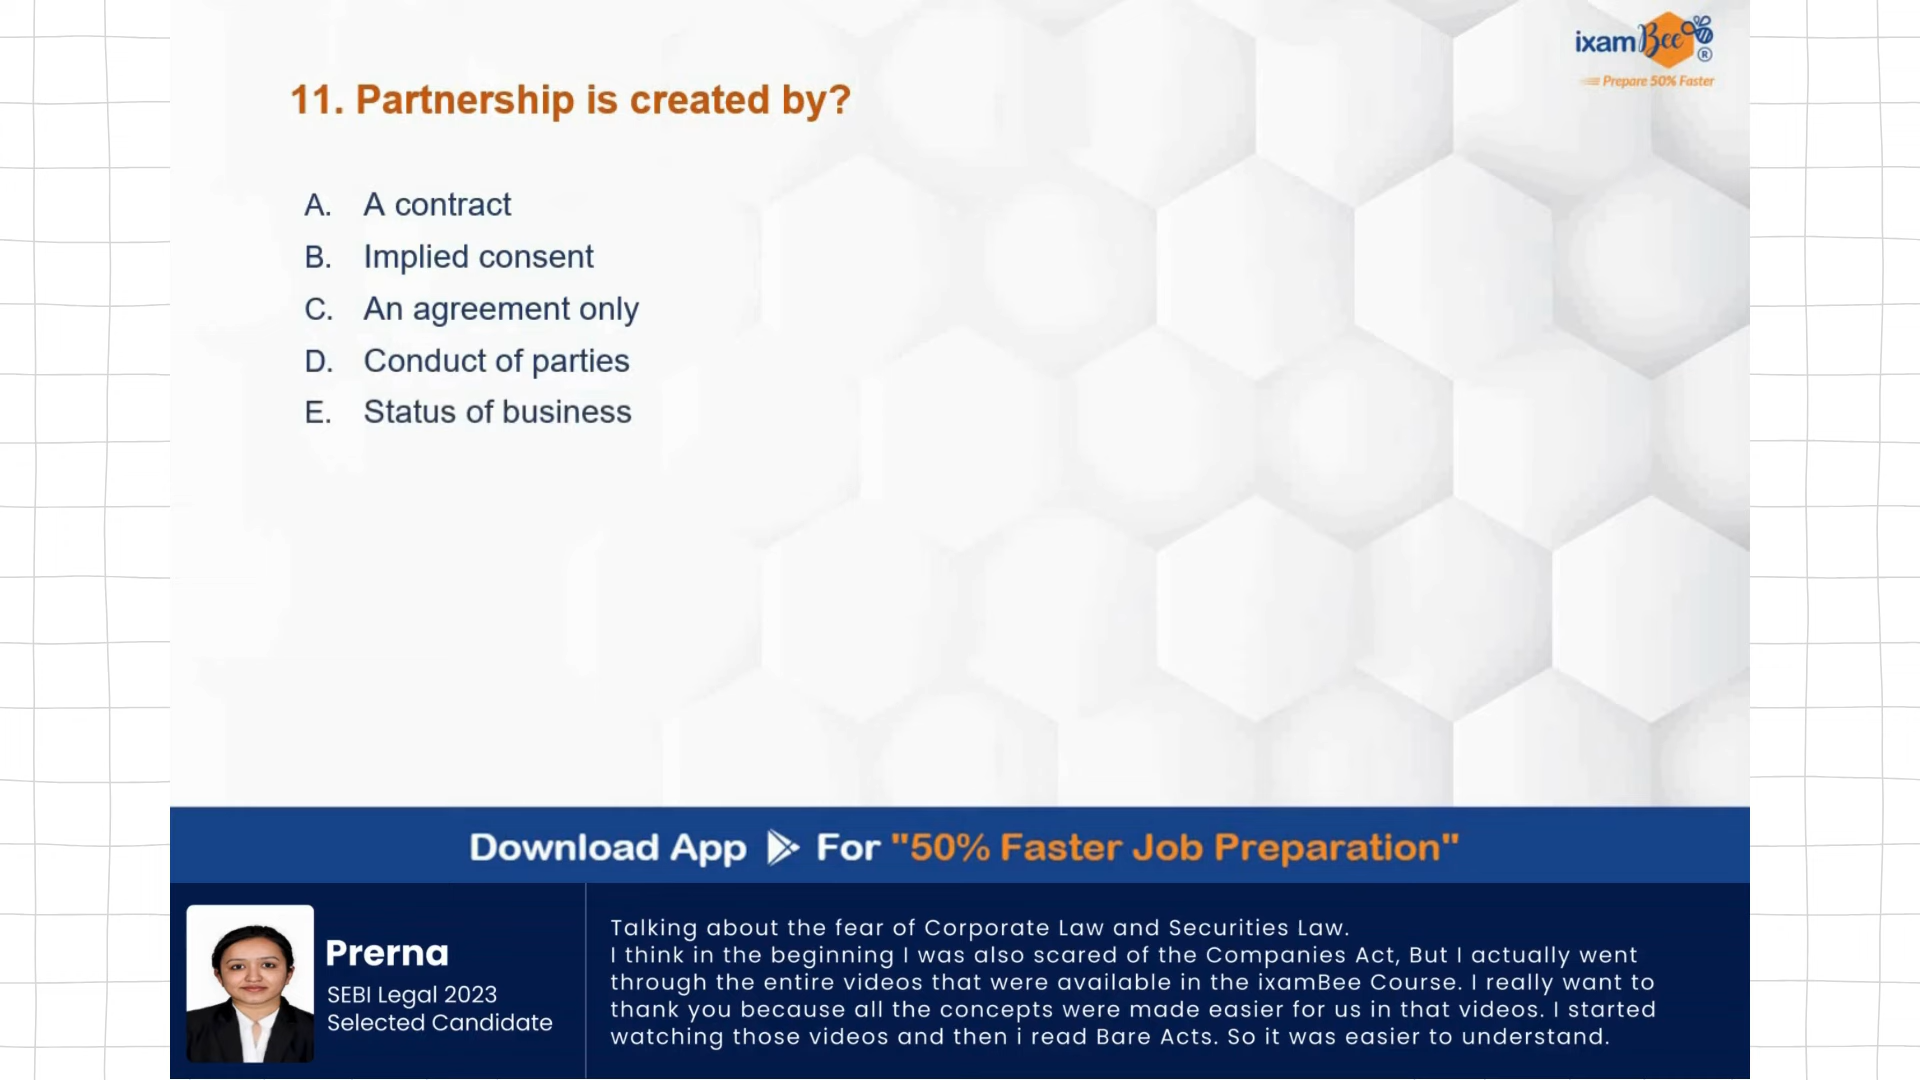 ixamBee
®
Prepare 50% Faster
11. Partnership is created by?
A. A contract
B. Implied consent
C. An agreement only
D. Conduct of parties
E. Status of business
Download App For "50% Faster Job Preparation"
Prerna
SEBI Legal 2023
Selected Candidate
Talking about the fear of Corporate Law and Securities Law.
I think in the beginning I was also scared of the Companies Act, But I actually went
through the entire videos that were available in the ixamBee Course. I really want to
thank you because all the concepts were made easier for us in that videos. I started
watching those videos and then i read Bare Acts. So it was easier to understand.